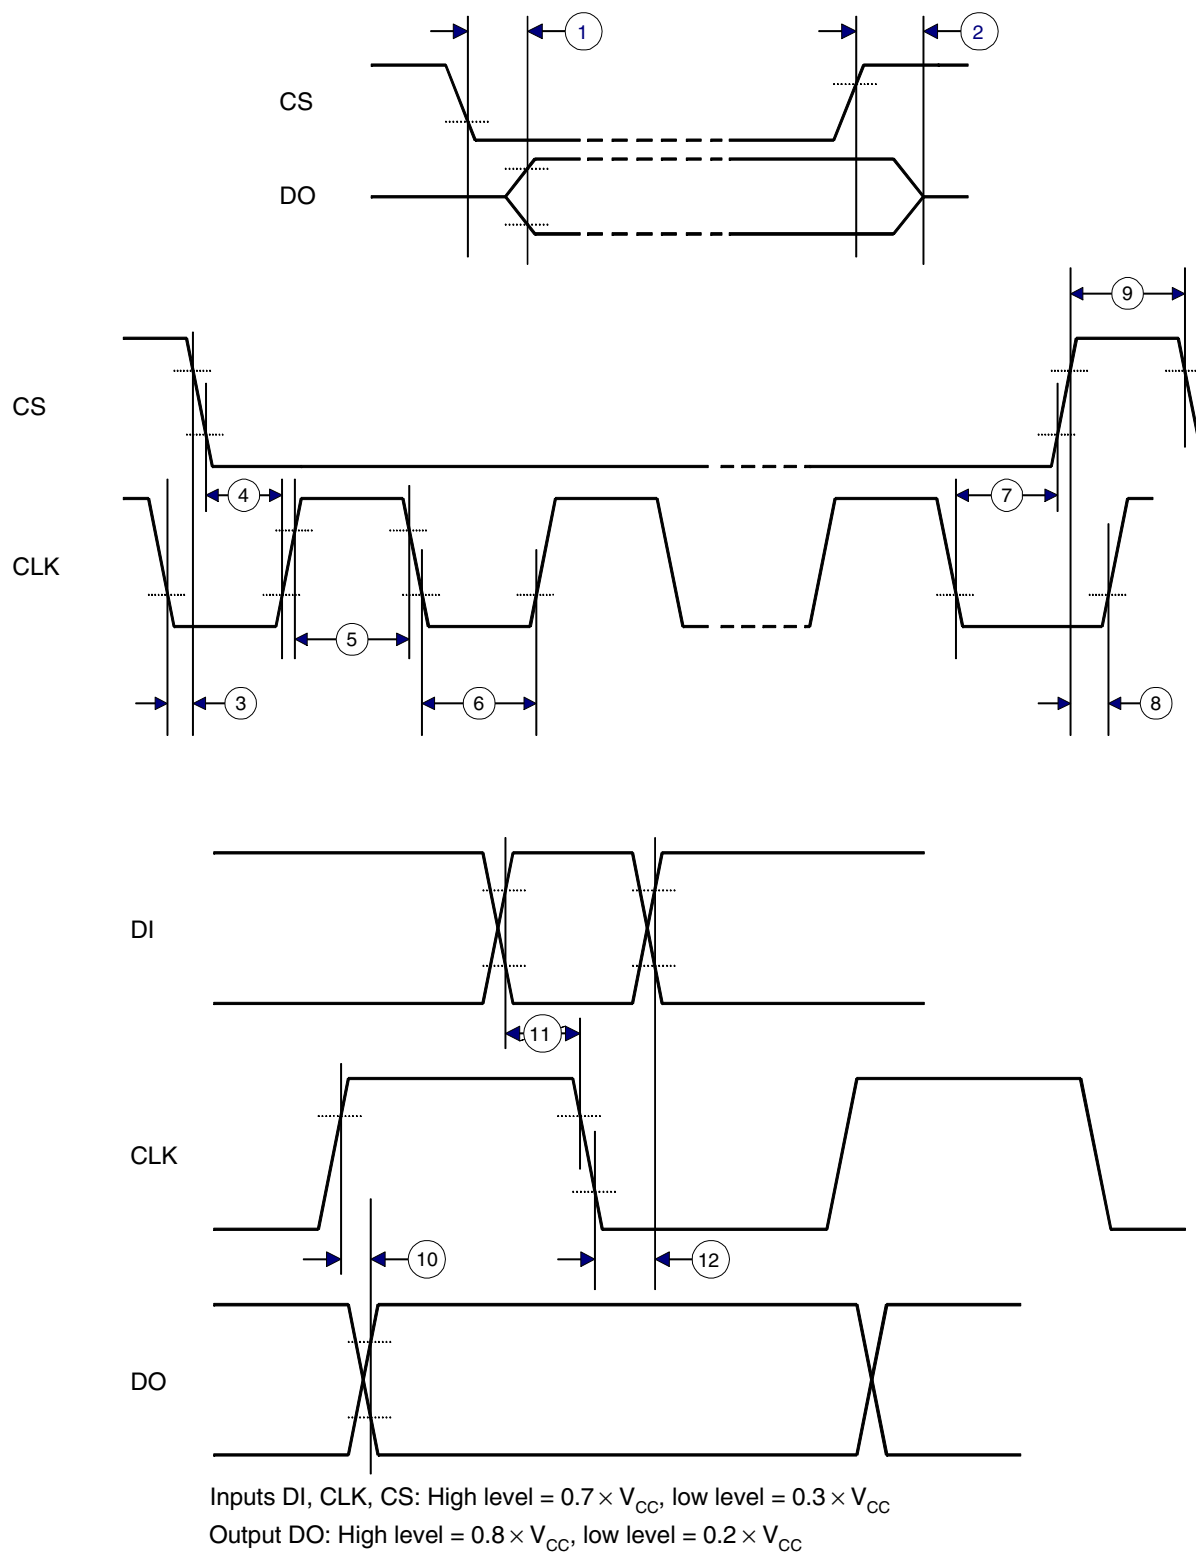 1
2
CS
DO
9
CS
4
7
CLK
5
3
6
8
DI
11
CLK
10
12
DO
Inputs DI, CLK, CS: High level = 0.7 × VCC, low level = 0.3 × VCC
Output DO: High level = 0.8 × VCC, low level = 0.2 × VCC